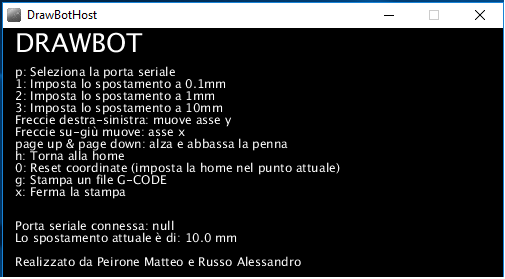 DrawBotHost
DRAWBOT
p: Seleziona la porta seriale
1: Imposta lo spostamento a 0.1mm
2: Imposta lo spostamento a 1mm
3: Imposta lo spostamento a 10mm
Freccie destra-sinistra: muove asse y
Freccie su-giù muove: asse x
page up & page down: alza e abbassa la penna
h: Torna alla home
0: Reset coordinate (imposta la home nel punto attuale)
g: Stampa un file G-CODE
x: Ferma la stampa
Porta seriale connessa: null
Lo spostamento attuale è di: 10.0 mm
Realizzato da Peirone Matteo e Russo Alessandro